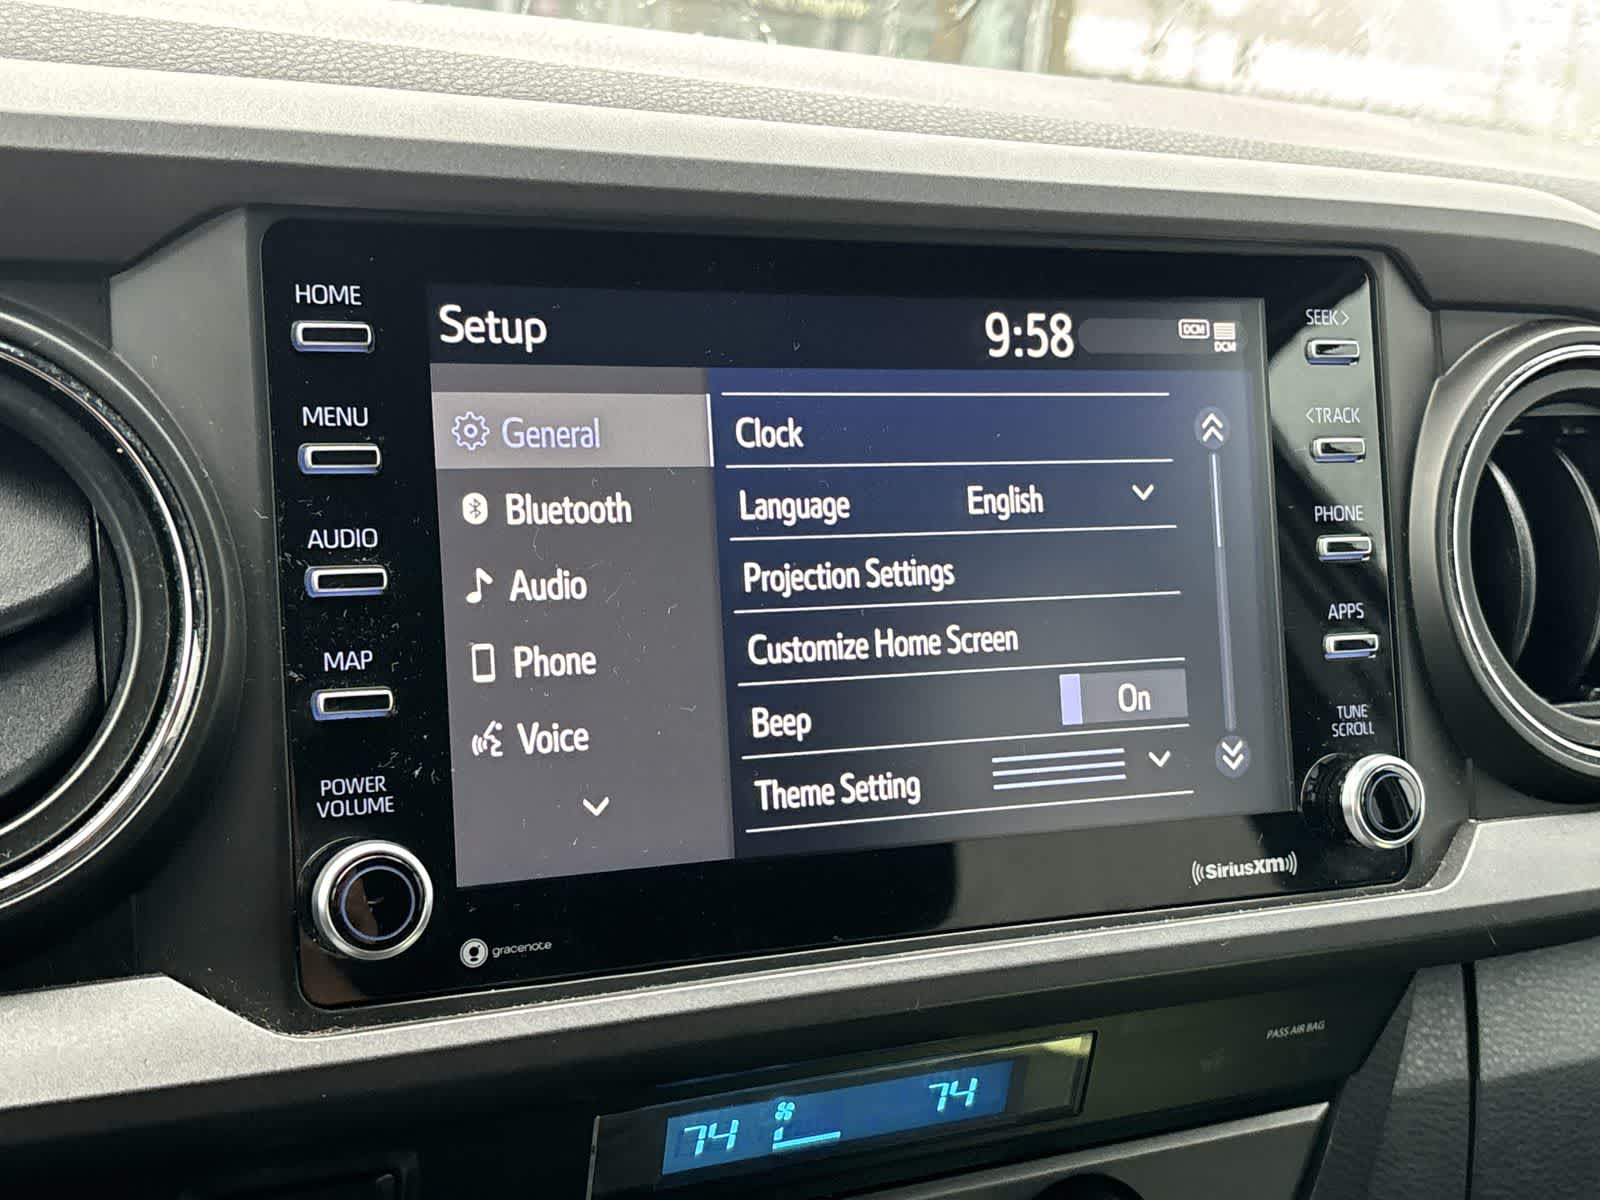 HOME
MENU
AUDIO
MAP
POWER
VOLUME
Setup
9:58
DCM
DCM
General
Bluetooth
Audio
Phone
Voice
Clock
Language English
Projection Settings
Customize Home Screen
Beep On
Theme Setting
SEEK>
<TRACK
PHONE
APPS
TUNE
SCROLL
gracenote
((SiriusXM))
PASS AIR BAG
74 74